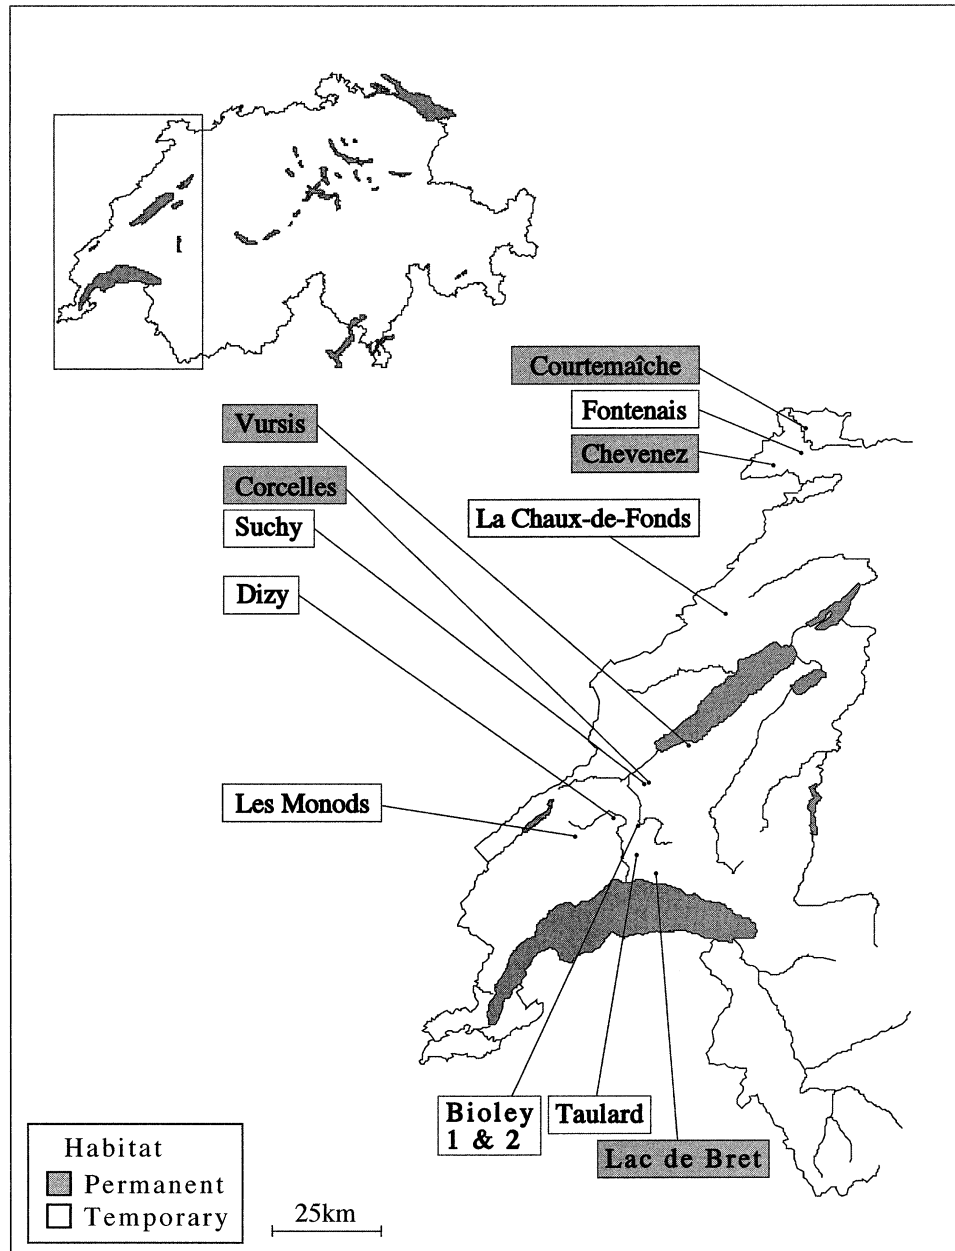 Courtemaîche
Fontenais
Chevenez
Vursis
Corcelles
Suchy
La Chaux-de-Fonds
Dizy
Les Monods
Bioley
1 & 2
Taulard
Lac de Bret
Habitat
Permanent
Temporary
25km